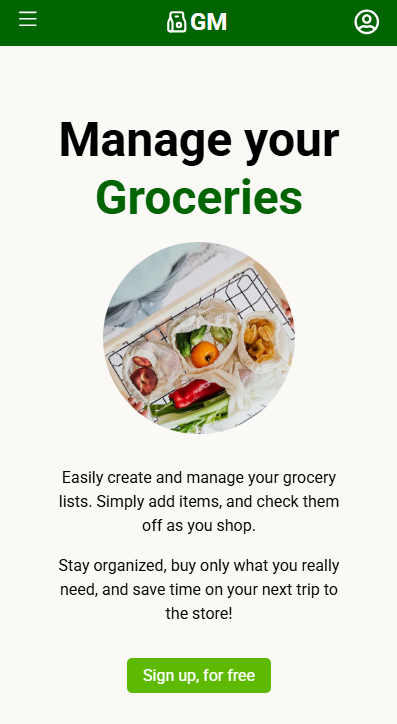 GM
Manage your
Groceries
Easily create and manage your grocery
lists. Simply add items, and check them
off as you shop.
Stay organized, buy only what you really
need, and save time on your next trip to
the store!
Sign up, for free